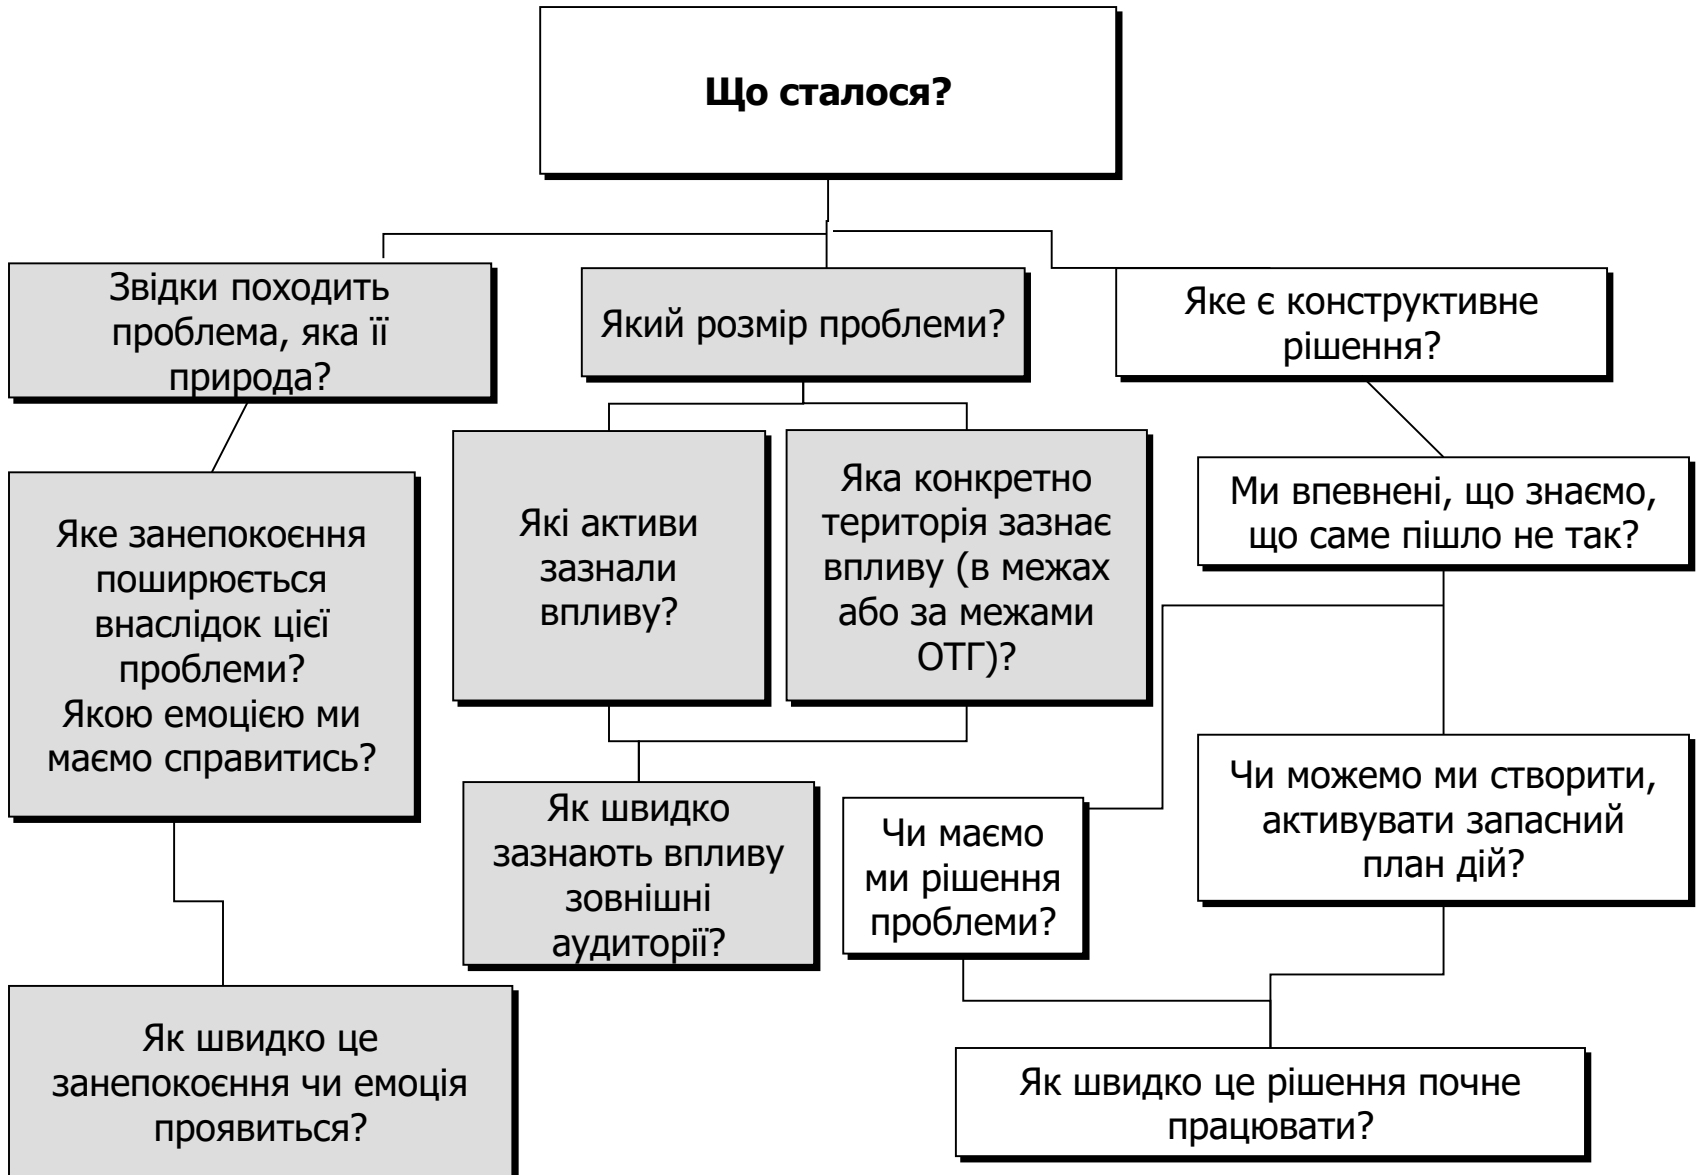 Що сталося?
Звідки походить
проблема, яка її
природа?
Який розмір проблеми?
Яке є конструктивне
рішення?
Яке занепокоєння
поширюється
внаслідок цієї
проблеми?
Якою емоцією ми
маємо справитись?
Які активи
зазнали
впливу?
Яка конкретно
територія зазнає
впливу (в межах
або за межами
ОТГ)?
Ми впевнені, що знаємо,
що саме пішло не так?
Як швидко
зазнають впливу
зовнішні
аудиторії?
Чи маємо
ми рішення
проблеми?
Чи можемо ми створити,
активувати запасний
план дій?
Як швидко це
занепокоєння чи емоція
проявиться?
Як швидко це рішення почне
працювати?